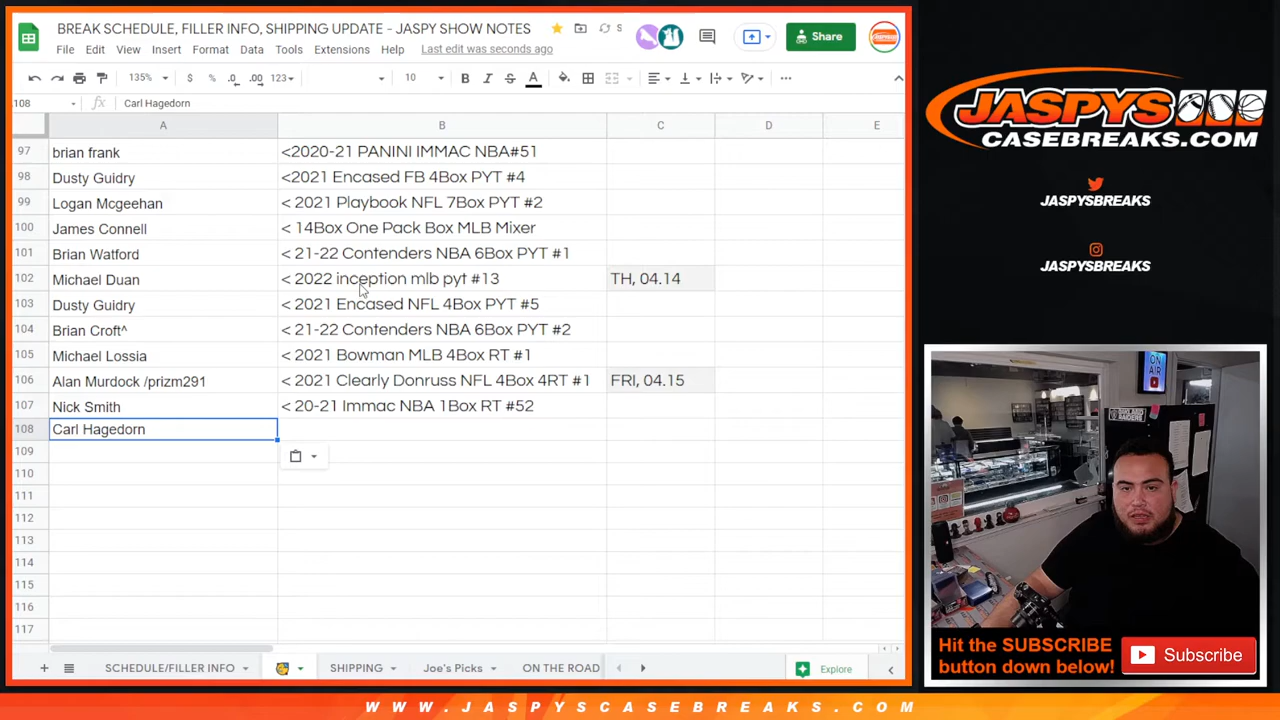 BREAK SCHEDULE, FILLER INFO, SHIPPING UPDATE - JASPY SHOW NOTES
File Edit View Insert Format Data Tools Extensions Help Last edit was seconds ago
Share
135% $ % .0 .00 123 10 B I S A
108 fx Carl Hagedorn
A B C D E
97 brian frank <2020-21 PANINI IMMAC NBA#51
98 Dusty Guidry <2021 Encased FB 4Box PYT #4
99 Logan Mcgeehan < 2021 Playbook NFL 7Box PYT #2
100 James Connell < 14Box One Pack Box MLB Mixer
101 Brian Watford < 21-22 Contenders NBA 6Box PYT #1
102 Michael Duan < 2022 inception mlb pyt #13 TH, 04.14
103 Dusty Guidry < 2021 Encased NFL 4Box PYT #5
104 Brian Croft^ < 21-22 Contenders NBA 6Box PYT #2
105 Michael Lossia < 2021 Bowman MLB 4Box RT #1
106 Alan Murdock /prizm291 < 2021 Clearly Donruss NFL 4Box 4RT #1 FRI, 04.15
107 Nick Smith < 20-21 Immac NBA 1Box RT #52
108 Carl Hagedorn
109
110
111
112
113
114
115
116
117
SCHEDULE/FILLER INFO SHIPPING Joe's Picks ON THE ROAD Explore
JASPYS
CASEBREAKS.COM
JASPYSBREAKS
JASPYSBREAKS
ON AIR
Hit the SUBSCRIBE
button down below!
Subscribe
WWW.JASPYSCASEBREAKS.COM